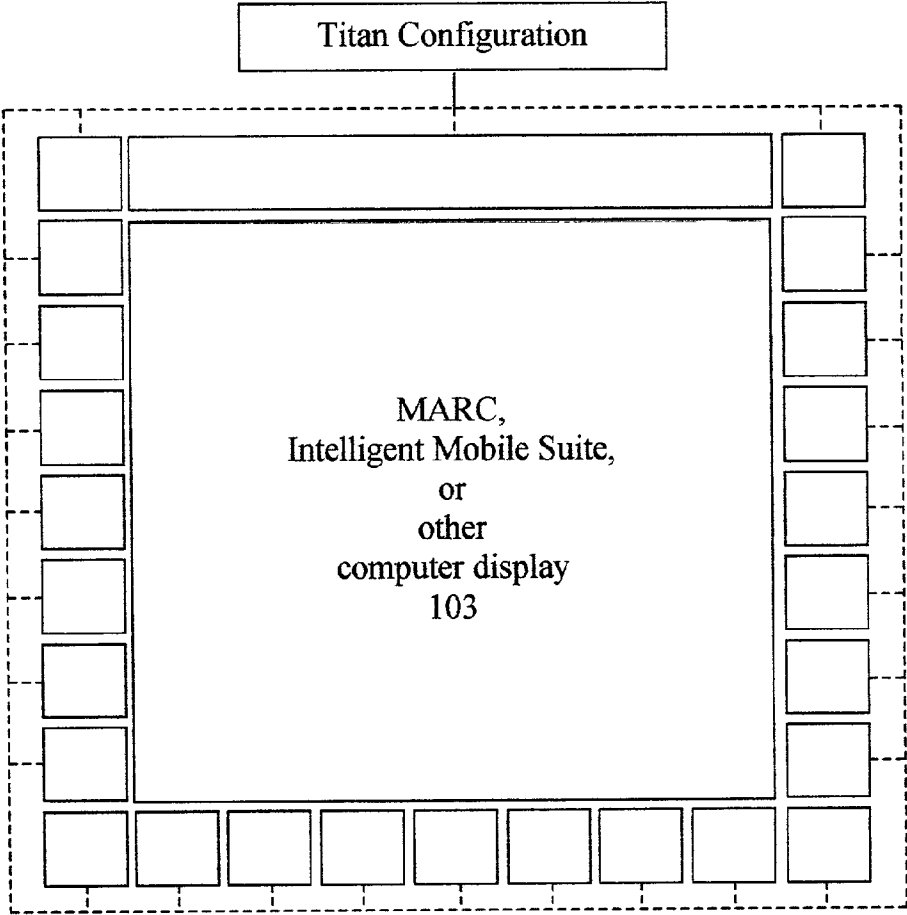 Titan Configuration
MARC,
Intelligent Mobile Suite,
or
other
computer display
103